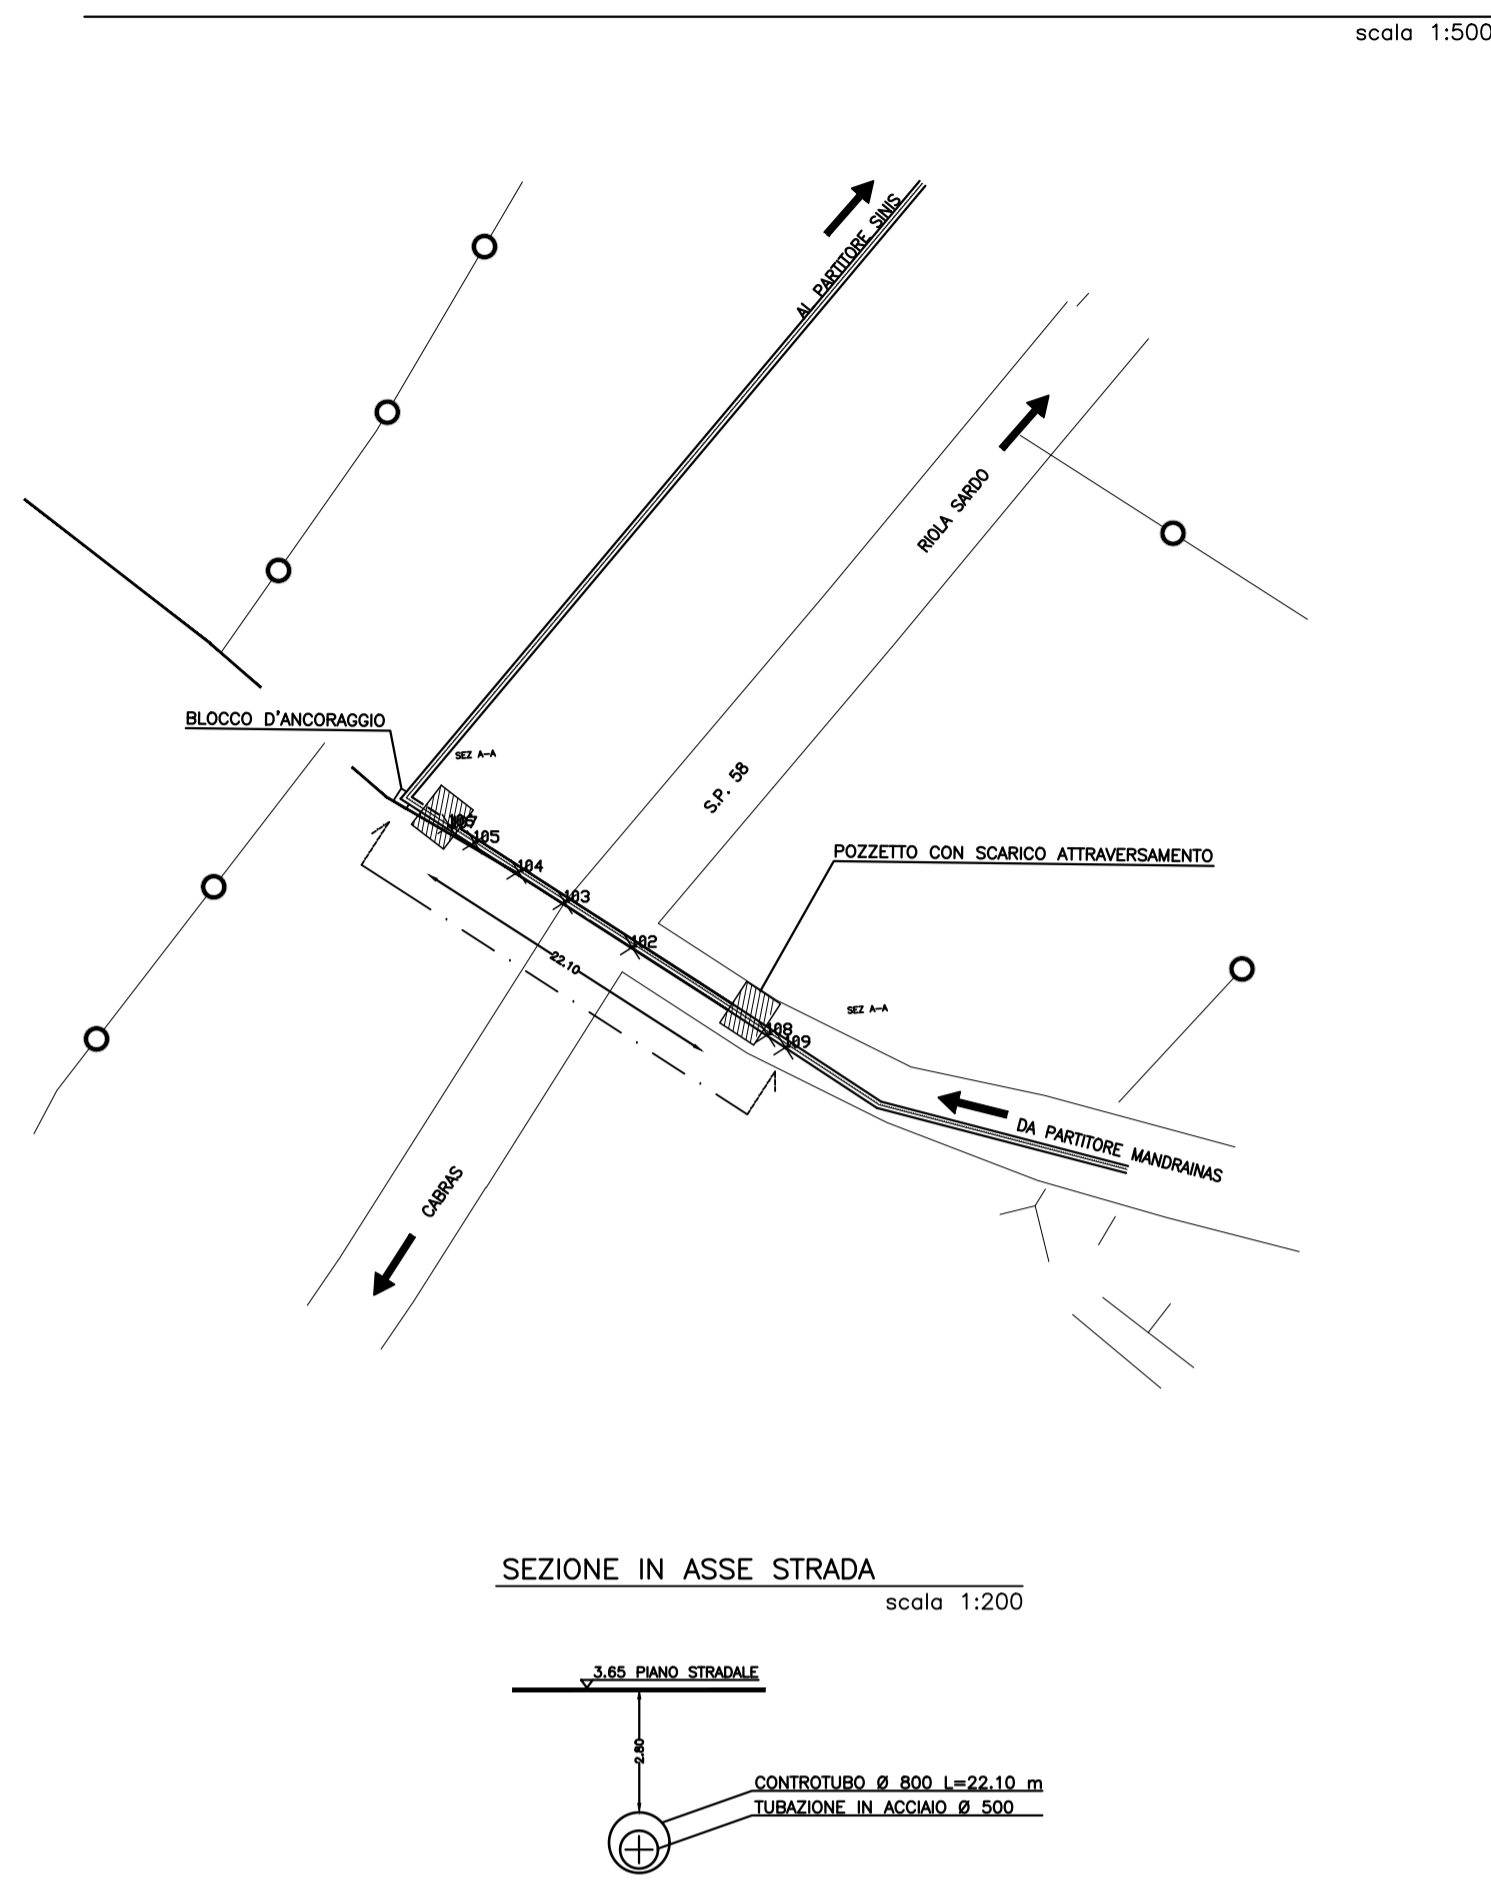 scala 1:500
AL PARTITORE SINIS
RIOLA SARDO
BLOCCO D'ANCORAGGIO
SEZ A-A
S.P. 58
105
104
POZZETTO CON SCARICO ATTRAVERSAMENTO
103
102
22.10
SEZ A-A
108
109
DA PARTITORE MANDRAINAS
CABRAS
SEZIONE IN ASSE STRADA
scala 1:200
3.65 PIANO STRADALE
CONTROTUBO Ø 800 L=22.10 m
TUBAZIONE IN ACCIAIO Ø 500